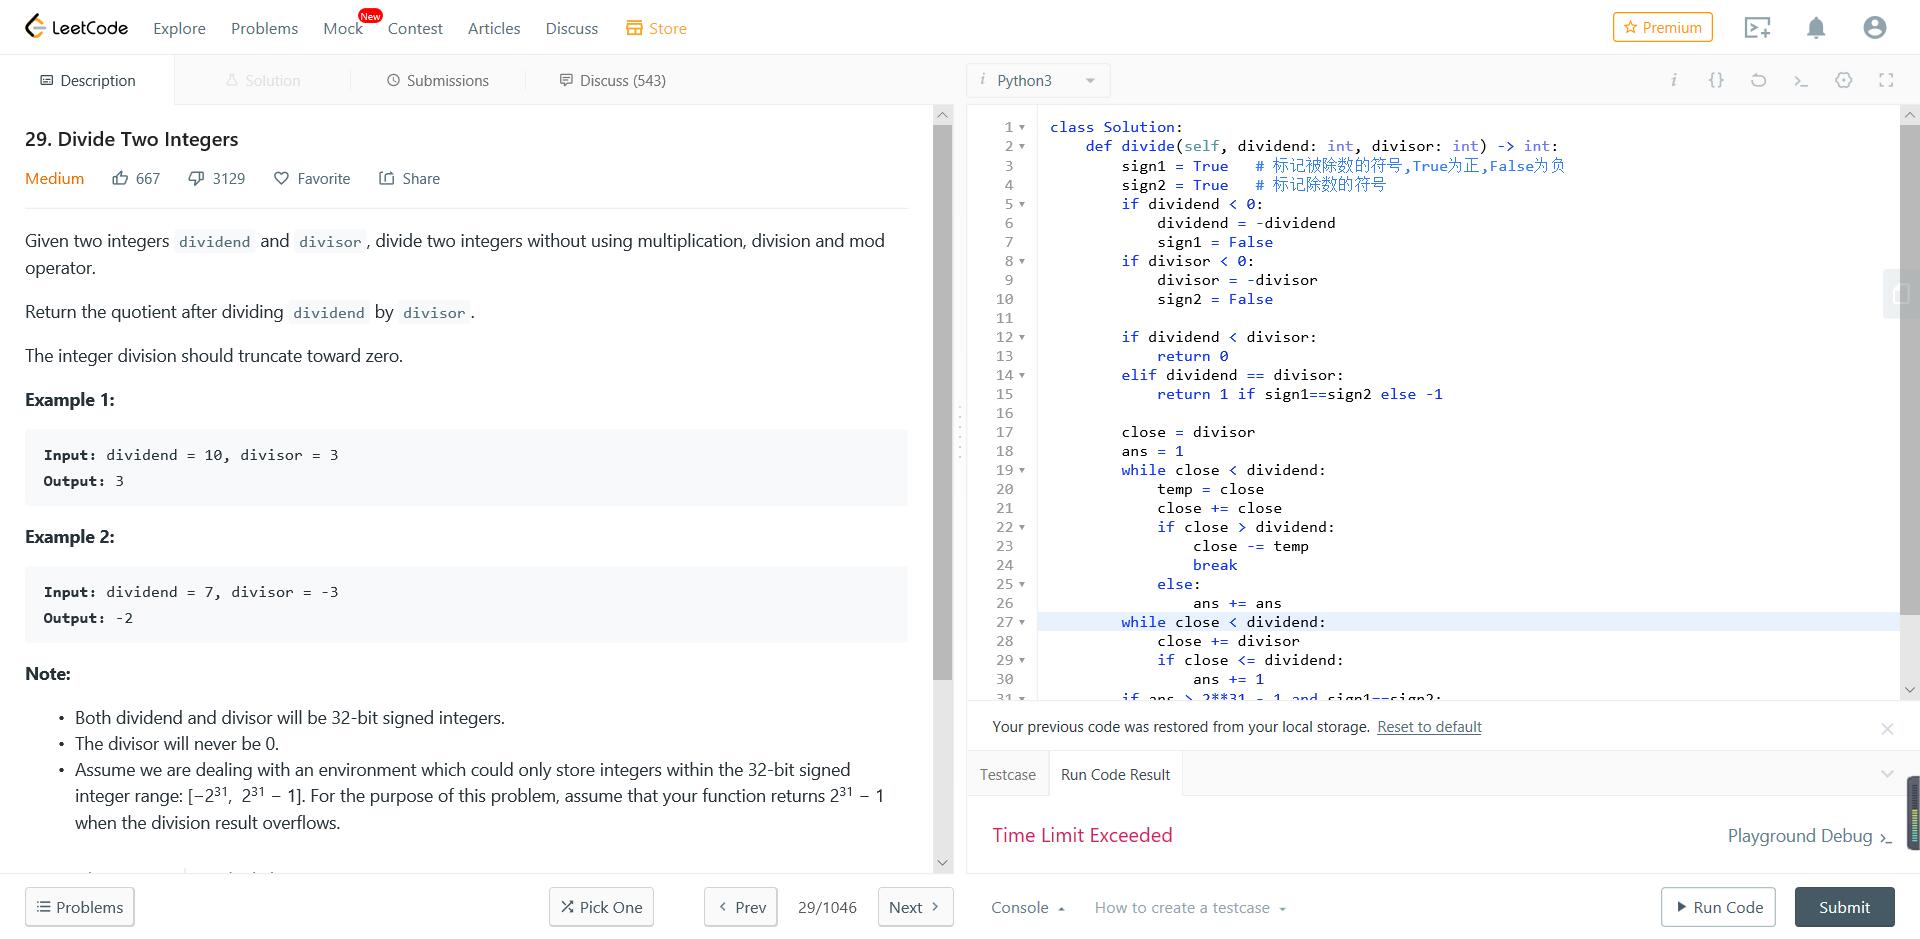 LeetCode Explore Problems Mock New Contest Articles Discuss Store Premium
Description Solution Submissions Discuss (543)
29. Divide Two Integers
Medium 667 3129 Favorite Share
Given two integers dividend and divisor, divide two integers without using multiplication, division and mod
operator.
Return the quotient after dividing dividend by divisor.
The integer division should truncate toward zero.
Example 1:
Input: dividend = 10, divisor = 3
Output: 3
Example 2:
Input: dividend = 7, divisor = -3
Output: -2
Note:
• Both dividend and divisor will be 32-bit signed integers.
• The divisor will never be 0.
• Assume we are dealing with an environment which could only store integers within the 32-bit signed
integer range: [−2³¹, 2³¹ − 1]. For the purpose of this problem, assume that your function returns 2³¹ − 1
when the division result overflows.
Problems Pick One Prev 29/1046 Next
i Python3
1 class Solution:
2 def divide(self, dividend: int, divisor: int) -> int:
3 sign1 = True # 标记被除数的符号,True为正,False为负
4 sign2 = True # 标记除数的符号
5 if dividend < 0:
6 dividend = -dividend
7 sign1 = False
8 if divisor < 0:
9 divisor = -divisor
10 sign2 = False
11
12 if dividend < divisor:
13 return 0
14 elif dividend == divisor:
15 return 1 if sign1==sign2 else -1
16
17 close = divisor
18 ans = 1
19 while close < dividend:
20 temp = close
21 close += close
22 if close > dividend:
23 close -= temp
24 break
25 else:
26 ans += ans
27 while close < dividend:
28 close += divisor
29 if close <= dividend:
30 ans += 1
31 if ans > 2**31 - 1 and sign1==sign2:
Your previous code was restored from your local storage. Reset to default
Testcase Run Code Result
Time Limit Exceeded Playground Debug
Console How to create a testcase Run Code Submit